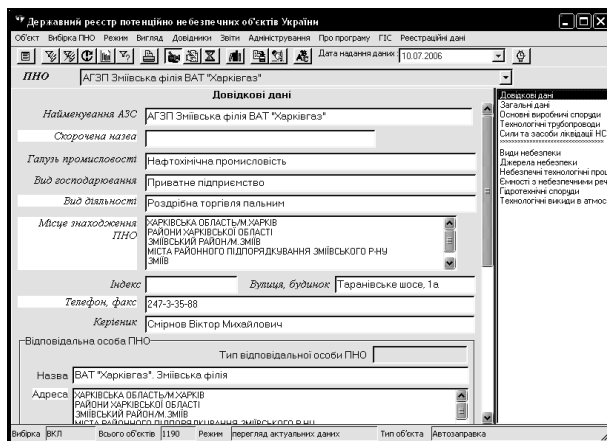 Державний реєстр потенційно небезпечних об'єктів України
Об'єкт Вибірка ПНО Режим Вигляд Довідники Звіти Адміністрування Про програму ГІС Реєстраційні дані
Дата надання даних 10.07.2006
ПНО АГЗП Зміївська філія ВАТ "Харківгаз"
Довідкові дані
Найменування АЗС АГЗП Зміївська філія ВАТ "Харківгаз"
Скорочена назва
Галузь промисловості Нафтохімічна промисловість
Вид господарювання Приватне підприємство
Вид діяльності Роздрібна торгівля пальним
Місце знаходження ПНО
ХАРКІВСЬКА ОБЛАСТЬ/М.ХАРКІВ
РАЙОНИ ХАРКІВСЬКОЇ ОБЛАСТІ
ЗМІЇВСЬКИЙ РАЙОН/М.ЗМІЇВ
МІСТА РАЙОННОГО ПІДПОРЯДКУВАННЯ ЗМІЇВСЬКОГО Р-НУ
ЗМІЇВ
Індекс Вулиця, будинок Таранівське шосе, 1а
Телефон, факс 247-3-35-88
Керівник Смірнов Віктор Михайлович
Відповідальна особа ПНО
Тип відповідальної особи ПНО
Назва ВАТ "Харківгаз". Зміївська філія
Адреса ХАРКІВСЬКА ОБЛАСТЬ/М.ХАРКІВ
РАЙОНИ ХАРКІВСЬКОЇ ОБЛАСТІ
ЗМІЇВСЬКИЙ РАЙОН/М.ЗМІЇВ
МІСТА РАЙОННОГО ПІДПОРЯДКУВАННЯ ЗМІЇВСЬКОГО Р-НУ
Довідкові дані
Загальні дані
Основні виробничі споруди
Технологічні трубопроводи
Сили та засоби ліквідації НС
Види небезпеки
Джерела небезпеки
Небезпечні технологічні проц
Ємності з небезпечними реч
Гідротехнічні споруди
Технологічні викиди в атмос
Вибірка ВКЛ Всього об'єктів 1190 Режим перегляд актуальних даних Тип об'єкта Автозаправка